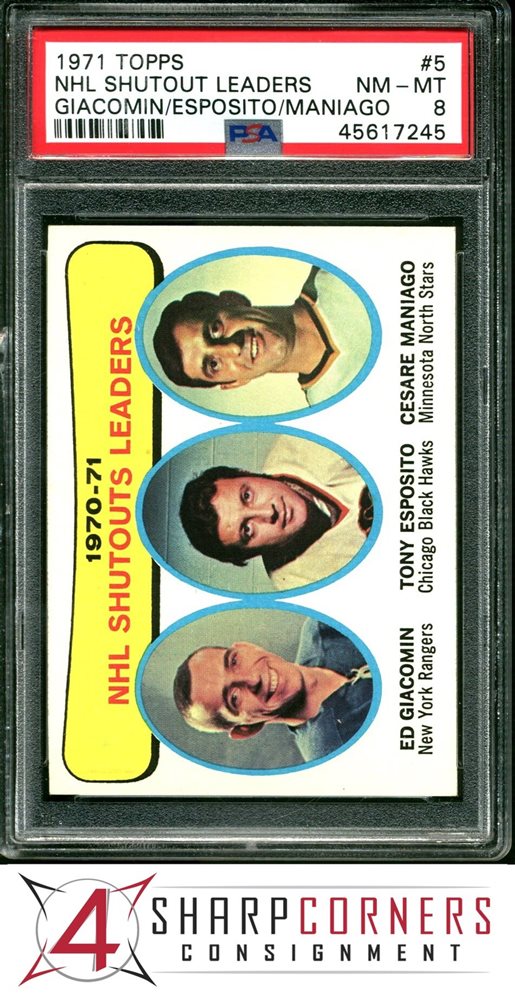 1971 TOPPS #5
NHL SHUTOUT LEADERS NM – MT
GIACOMIN/ESPOSITO/MANIAGO 8
PSA 45617245
1970-71
NHL SHUTOUTS LEADERS
ED GIACOMIN
New York Rangers
TONY ESPOSITO
Chicago Black Hawks
CESARE MANIAGO
Minnesota North Stars
4 SHARPCORNERS
CONSIGNMENT